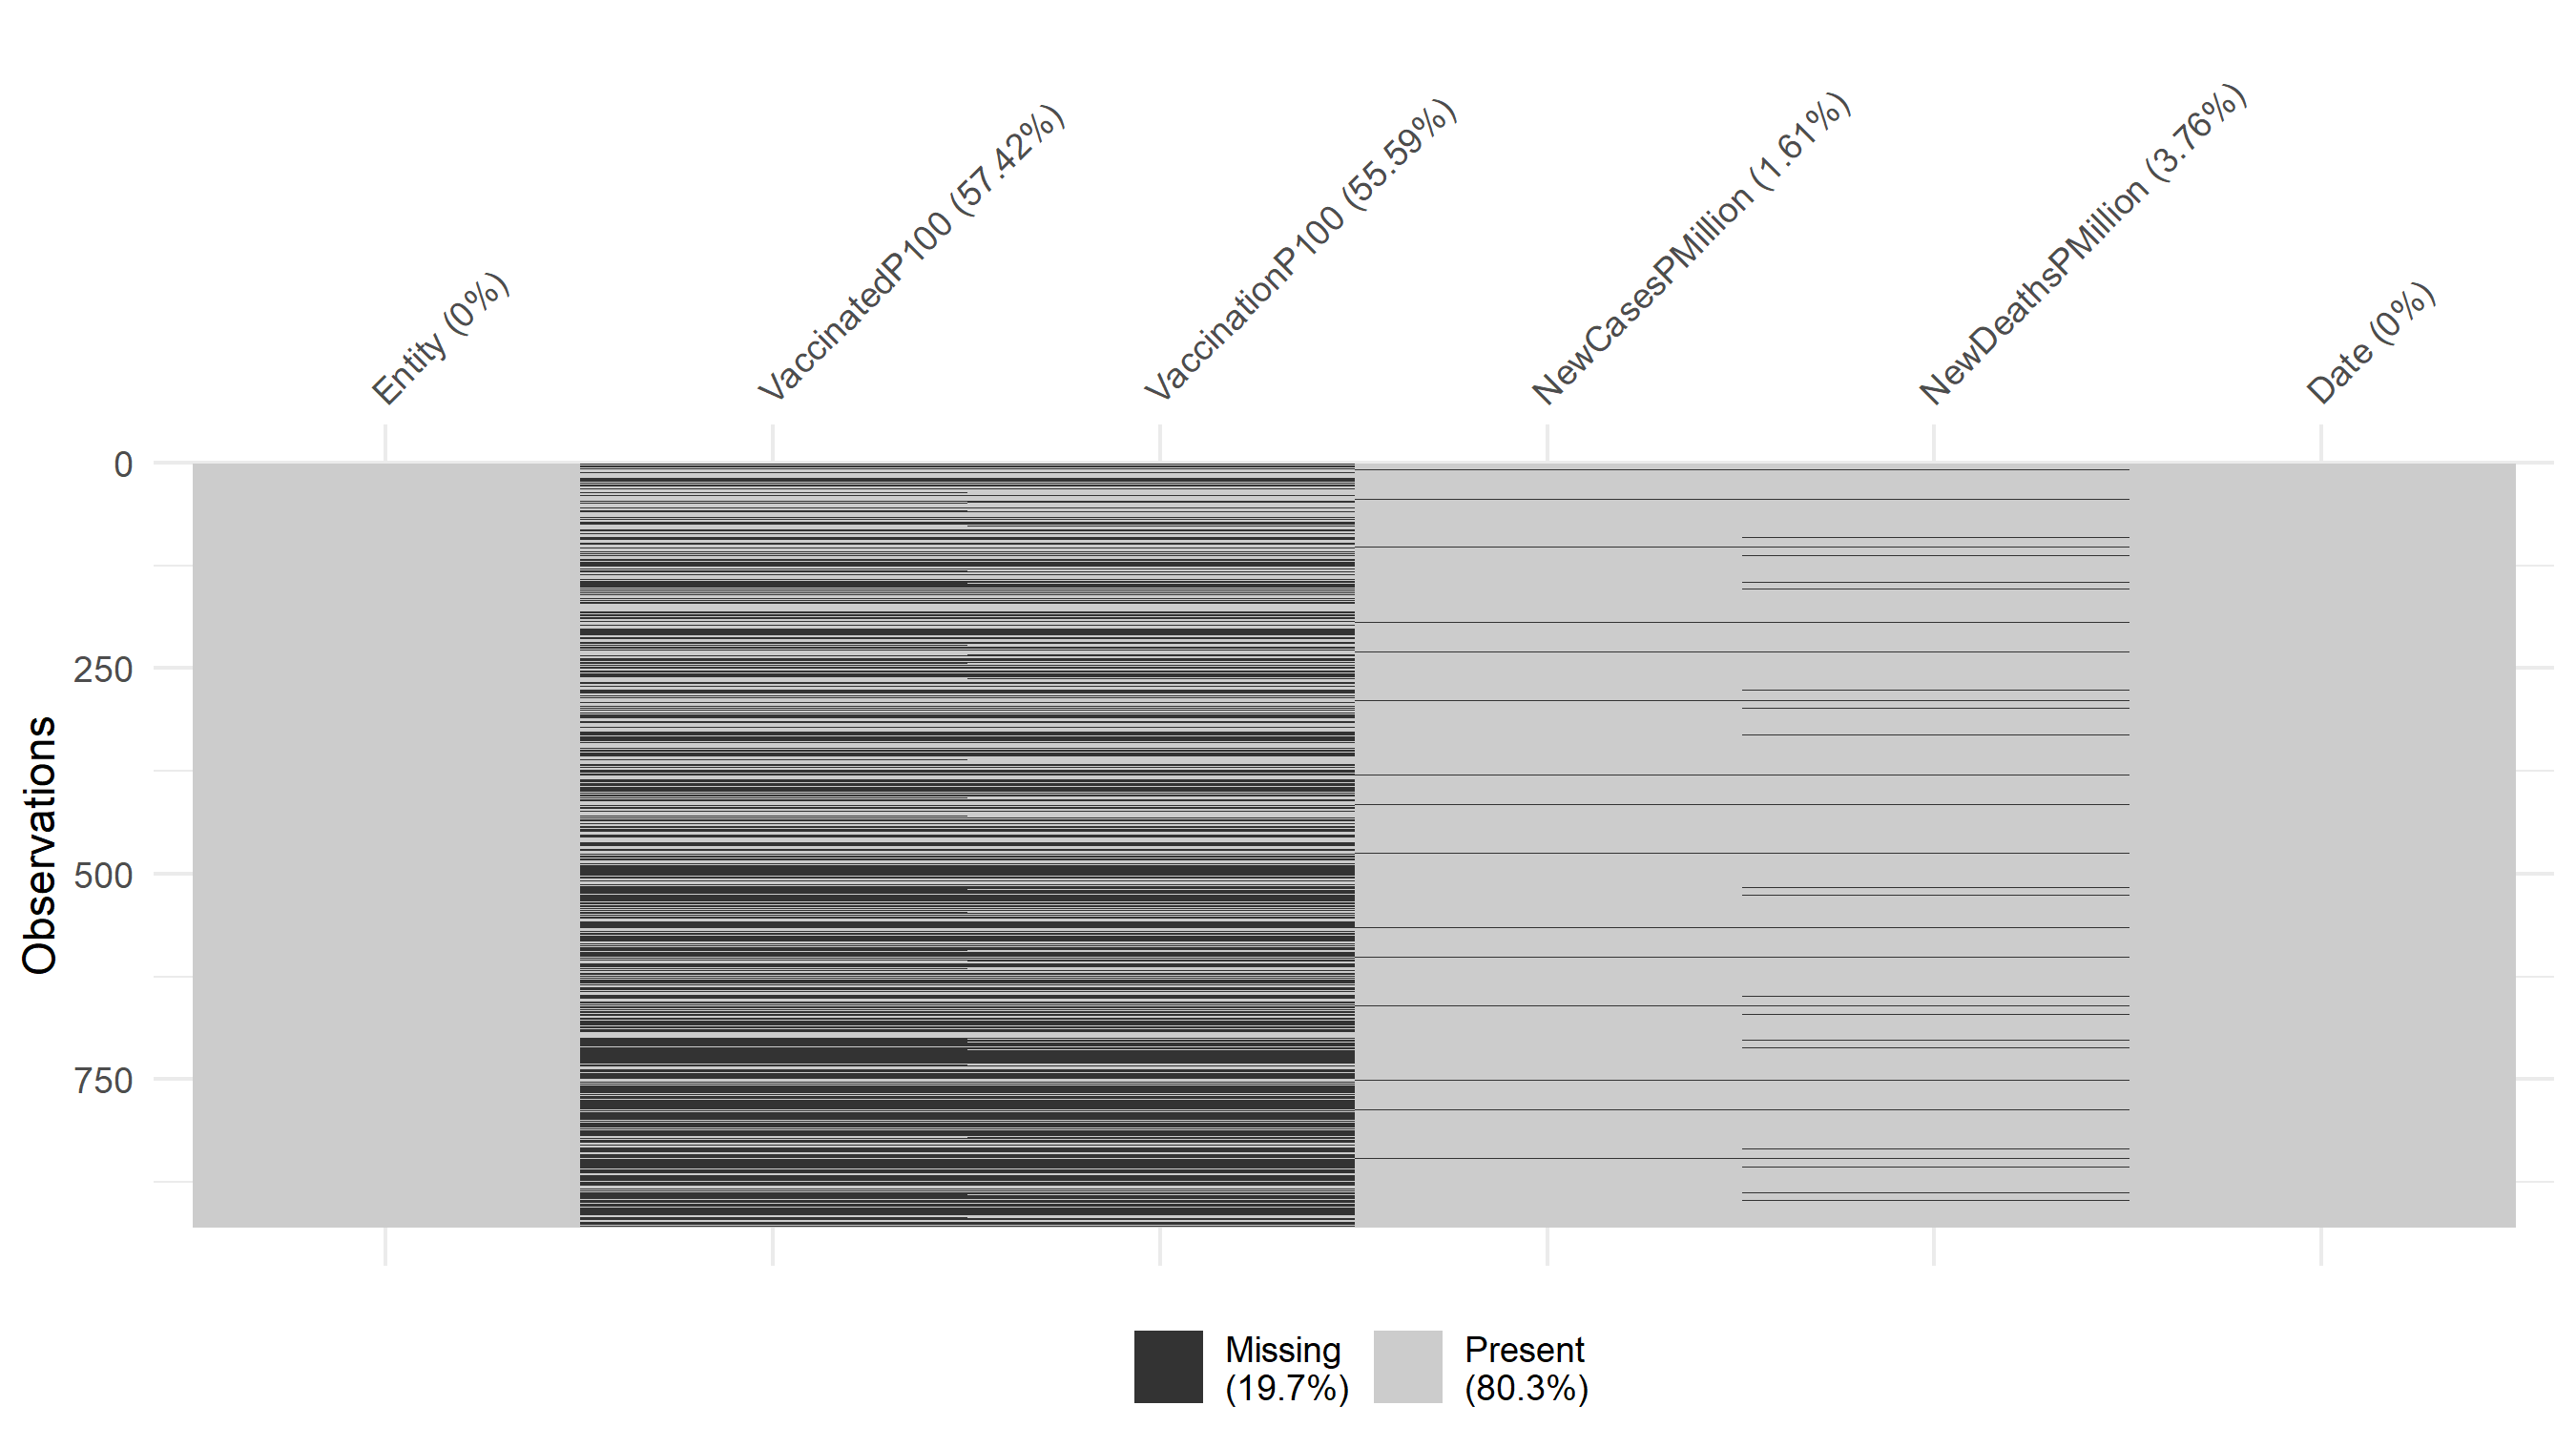 Entity (0%)
VaccinatedP100 (57.42%)
VaccinationP100 (55.59%)
NewCasesPMillion (1.61%)
NewDeathsPMillion (3.76%)
Date (0%)
0
250
500
750
Observations
Missing
(19.7%)
Present
(80.3%)